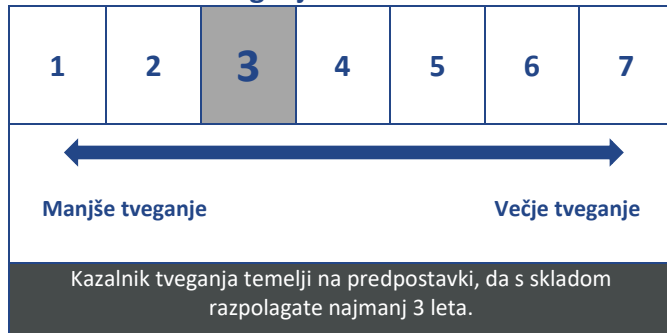 1 2 3 4 5 6 7
Manjše tveganje Večje tveganje
Kazalnik tveganja temelji na predpostavki, da s skladom
razpolagate najmanj 3 leta.